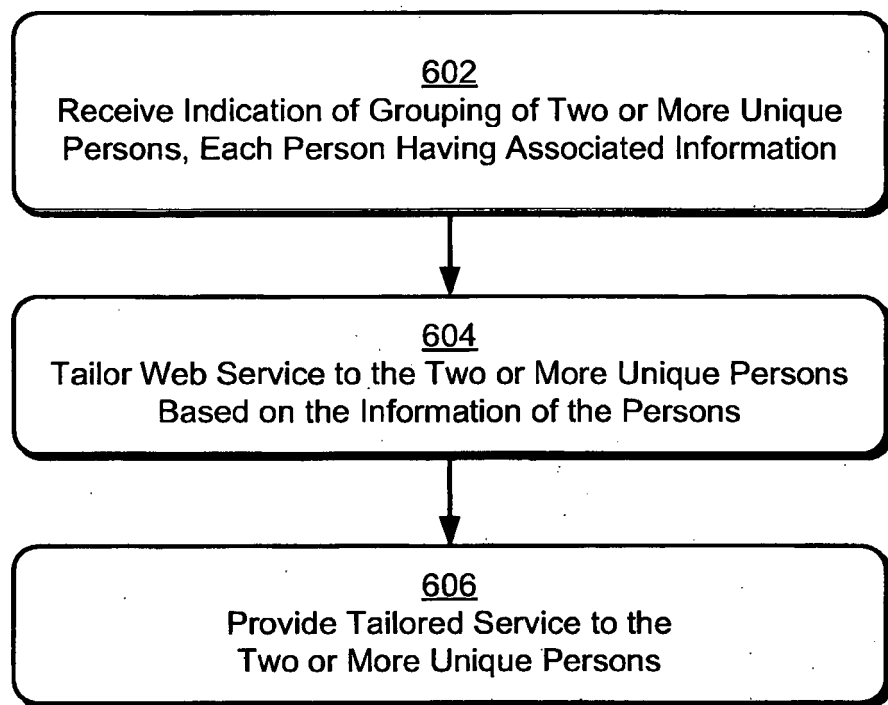 602
Receive Indication of Grouping of Two or More Unique
Persons, Each Person Having Associated Information
604
Tailor Web Service to the Two or More Unique Persons
Based on the Information of the Persons
606
Provide Tailored Service to the
Two or More Unique Persons